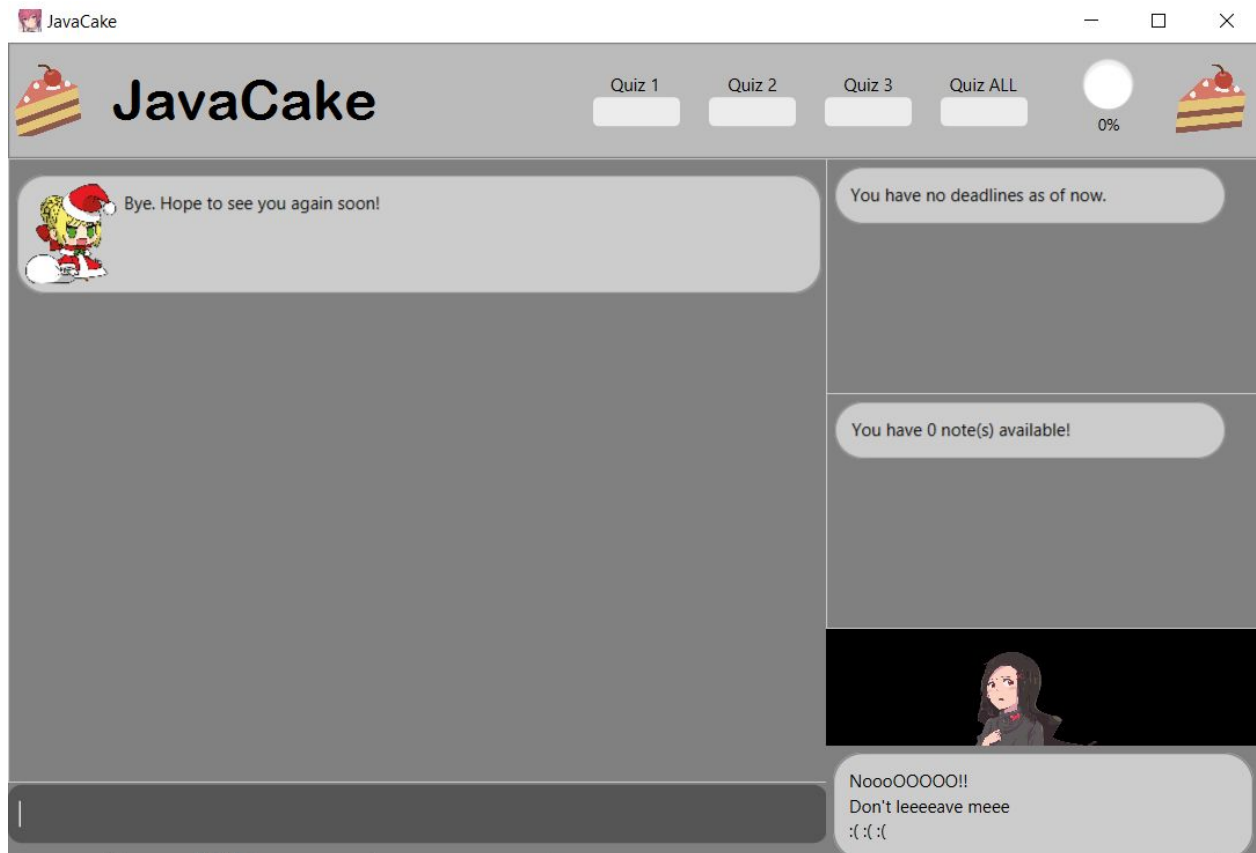 JavaCake
JavaCake
Quiz 1
Quiz 2
Quiz 3
Quiz ALL
0%
Bye. Hope to see you again soon!
You have no deadlines as of now.
You have 0 note(s) available!
NoooOOOOO!!
Don't leeeeave meee
:( :( :(